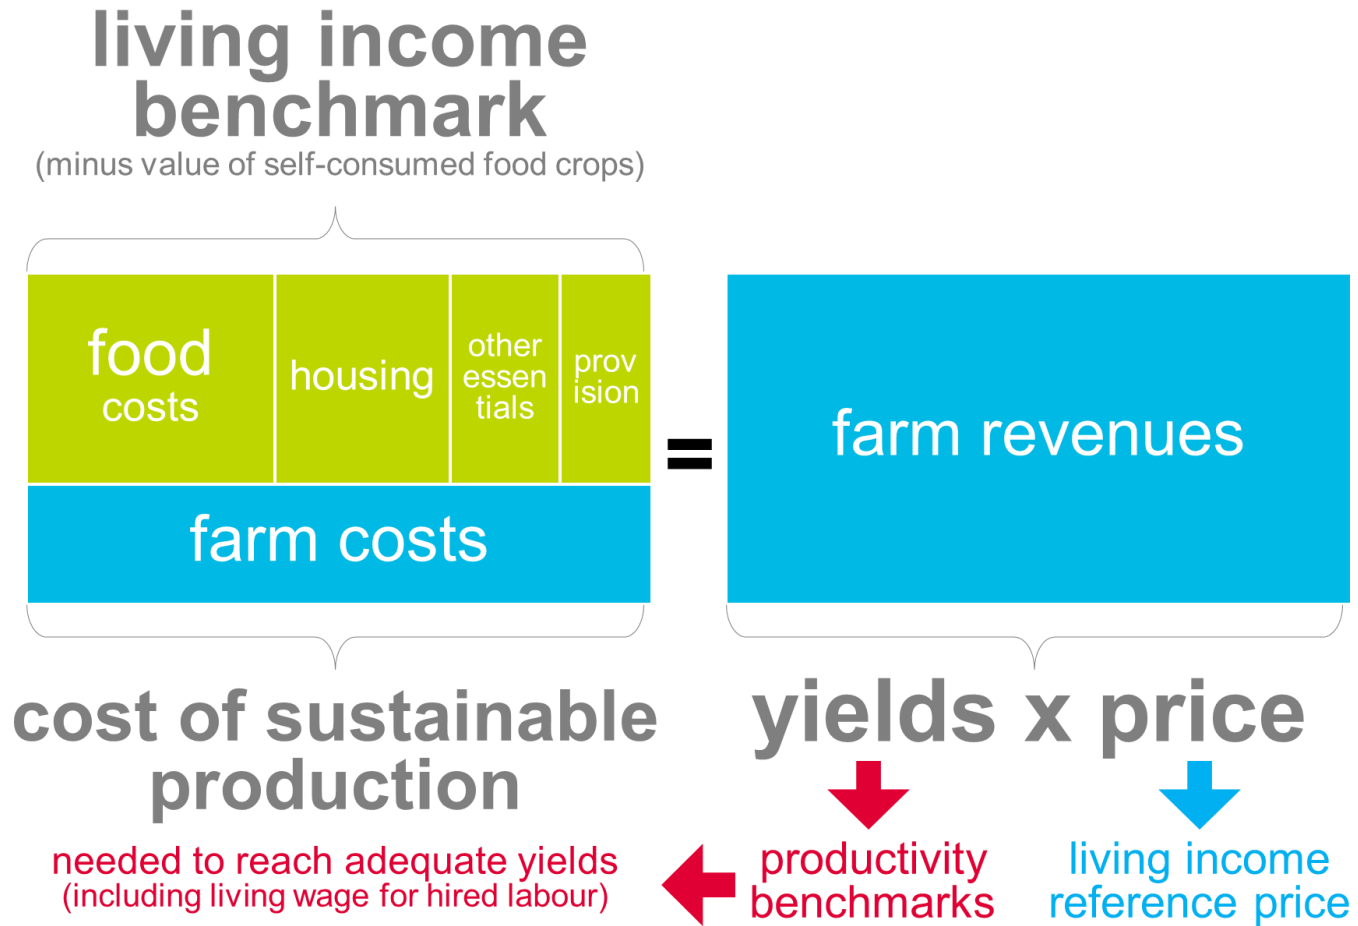 living income
benchmark
(minus value of self-consumed food crops)
food
costs
housing
other
essen
tials
prov
ision
farm costs
=
farm revenues
cost of sustainable
production
needed to reach adequate yields
(including living wage for hired labour)
yields x price
productivity
benchmarks
living income
reference price